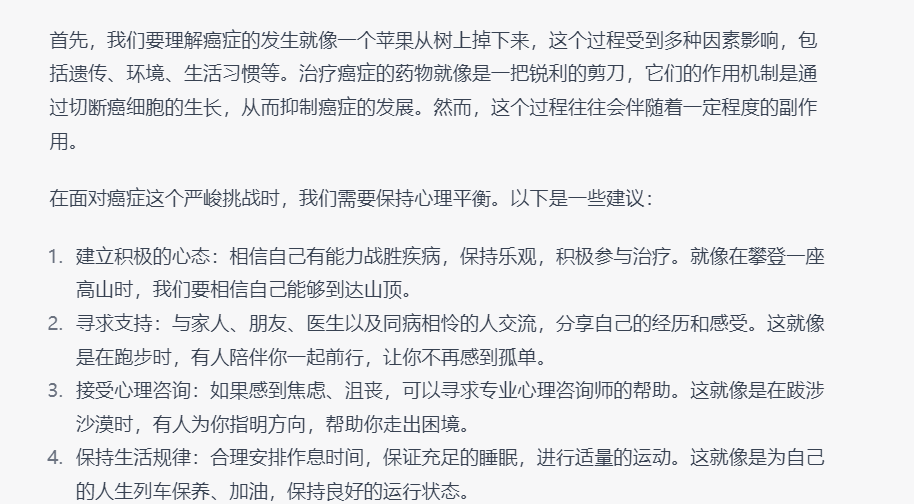 首先，我们要理解癌症的发生就像一个苹果从树上掉下来，这个过程受到多种因素影响，包
括遗传、环境、生活习惯等。治疗癌症的药物就像是一把锐利的剪刀，它们的作用机制是通
过切断癌细胞的生长，从而抑制癌症的发展。然而，这个过程往往会伴随着一定程度的副作
用。
在面对癌症这个严峻挑战时，我们需要保持心理平衡。以下是一些建议：
1. 建立积极的心态：相信自己有能力战胜疾病，保持乐观，积极参与治疗。就像在攀登一座
高山时，我们要相信自己能够到达山顶。
2. 寻求支持：与家人、朋友、医生以及同病相怜的人交流，分享自己的经历和感受。这就像
是在跑步时，有人陪伴你一起前行，让你不再感到孤单。
3. 接受心理咨询：如果感到焦虑、沮丧，可以寻求专业心理咨询师的帮助。这就像是在跋涉
沙漠时，有人为你指明方向，帮助你走出困境。
4. 保持生活规律：合理安排作息时间，保证充足的睡眠，进行适量的运动。这就像是为自己
的人生列车保养、加油，保持良好的运行状态。